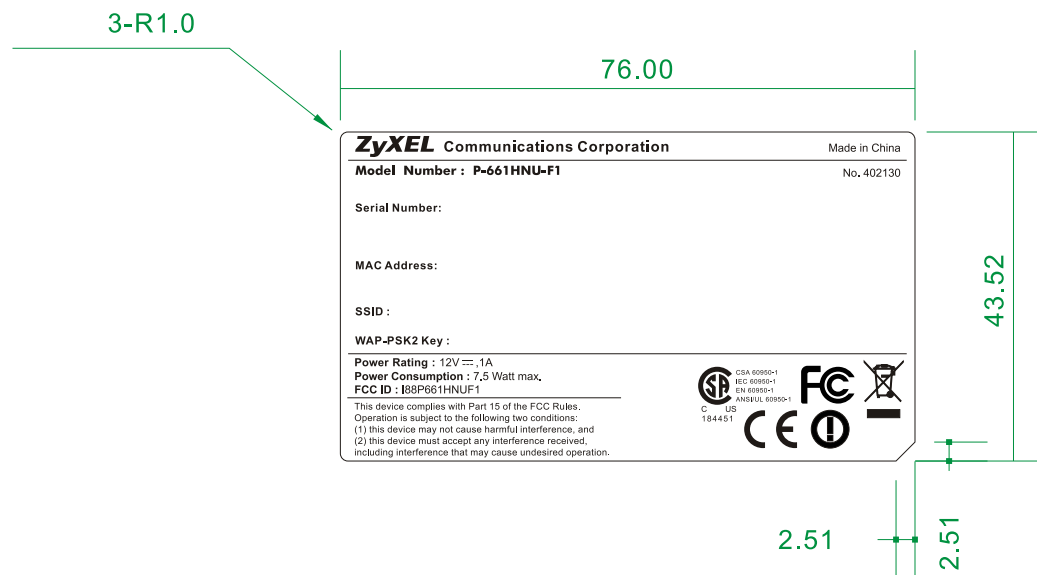 3-R1.0
76.00
ZyXEL Communications Corporation
Made in China
Model Number : P-661HNU-F1
No. 402130
Serial Number:
MAC Address:
SSID :
WAP-PSK2 Key :
43.52
Power Rating : 12V ⎓ ,1A
Power Consumption : 7.5 Watt max.
FCC ID : I88P661HNUF1
This device complies with Part 15 of the FCC Rules.
Operation is subject to the following two conditions:
(1) this device may not cause harmful interference, and
(2) this device must accept any interference received,
including interference that may cause undesired operation.
SA
C US
184451
CSA 60950-1
IEC 60950-1
EN 60950-1
ANSI/UL 60950-1
FC
CE
2.51
2.51